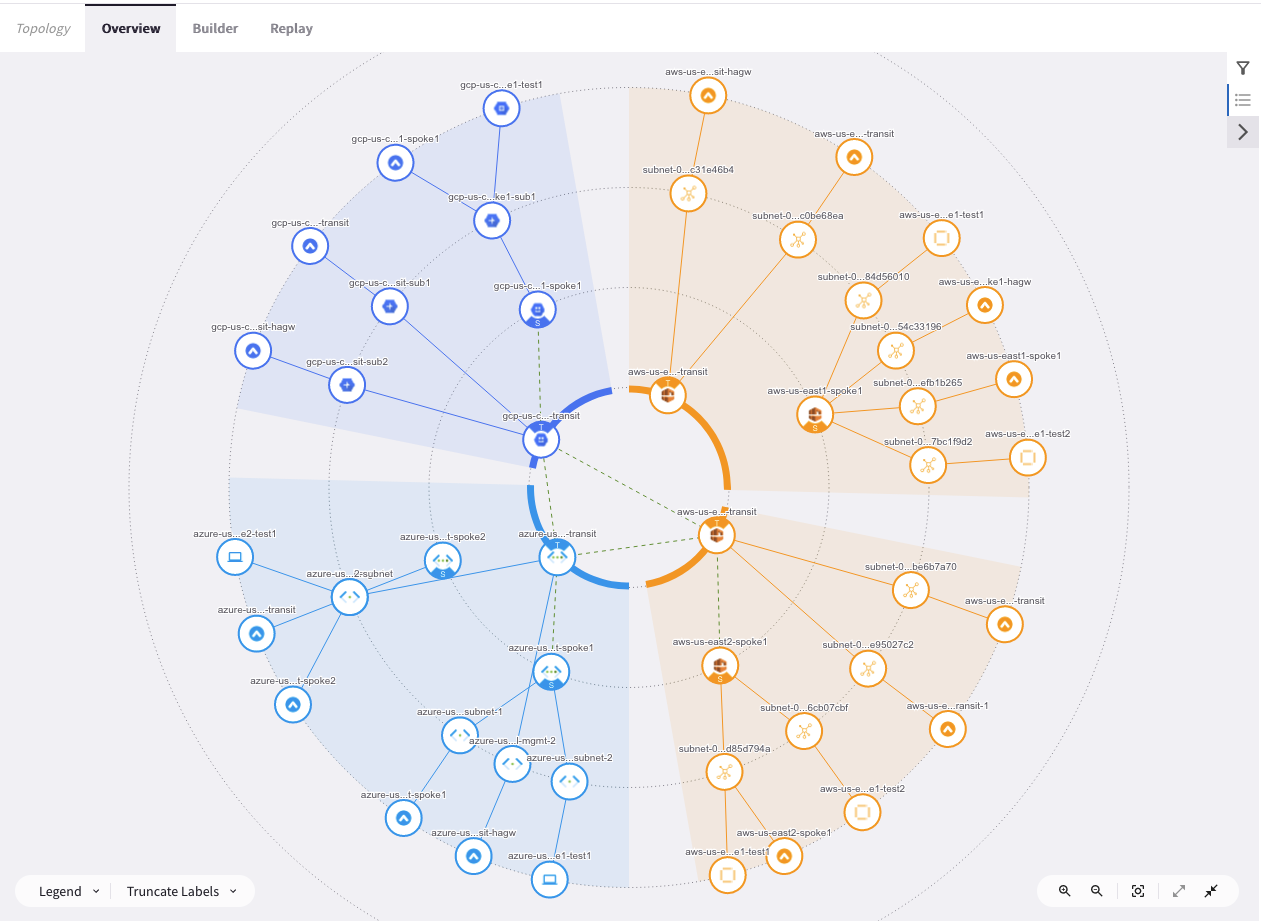 Topology Overview Builder Replay
aws-us-e...sit-hagw
gcp-us-c...e1-test1
aws-us-e...-transit
gcp-us-c...1-spoke1
subnet-0...c31e46b4
gcp-us-c...ke1-sub1
subnet-0...c0be68ea
aws-us-e...e1-test1
gcp-us-c...-transit
subnet-0...84d56010
gcp-us-c...sit-sub1
aws-us-e...ke1-hagw
gcp-us-c...1-spoke1
S
gcp-us-c...sit-hagw
subnet-0...54c33196
aws-us-east1-spoke1
gcp-us-c...sit-sub2
aws-us-e...-transit
T
subnet-0...efb1b265
aws-us-east1-spoke1
S
gcp-us-c...-transit
T
aws-us-e...e1-test2
subnet-0...7bc1f9d2
aws-us-e...-transit
T
azure-us...e2-test1
azure-us...t-spoke2
S
azure-us...-transit
T
subnet-0...be6b7a70
azure-us...2-subnet
aws-us-e...-transit
azure-us...-transit
aws-us-east2-spoke1
S
subnet-0...e95027c2
azure-us...t-spoke1
S
azure-us...t-spoke2
subnet-0...6cb07cbf
aws-us-e...ransit-1
azure-us...subnet-1
azure-us...l-mgmt-2
subnet-0...d85d794a
azure-us...subnet-2
aws-us-e...e1-test2
azure-us...t-spoke1
azure-us...sit-hagw
aws-us-east2-spoke1
aws-us-e...e1-test1
azure-us...e1-test1
Legend Truncate Labels